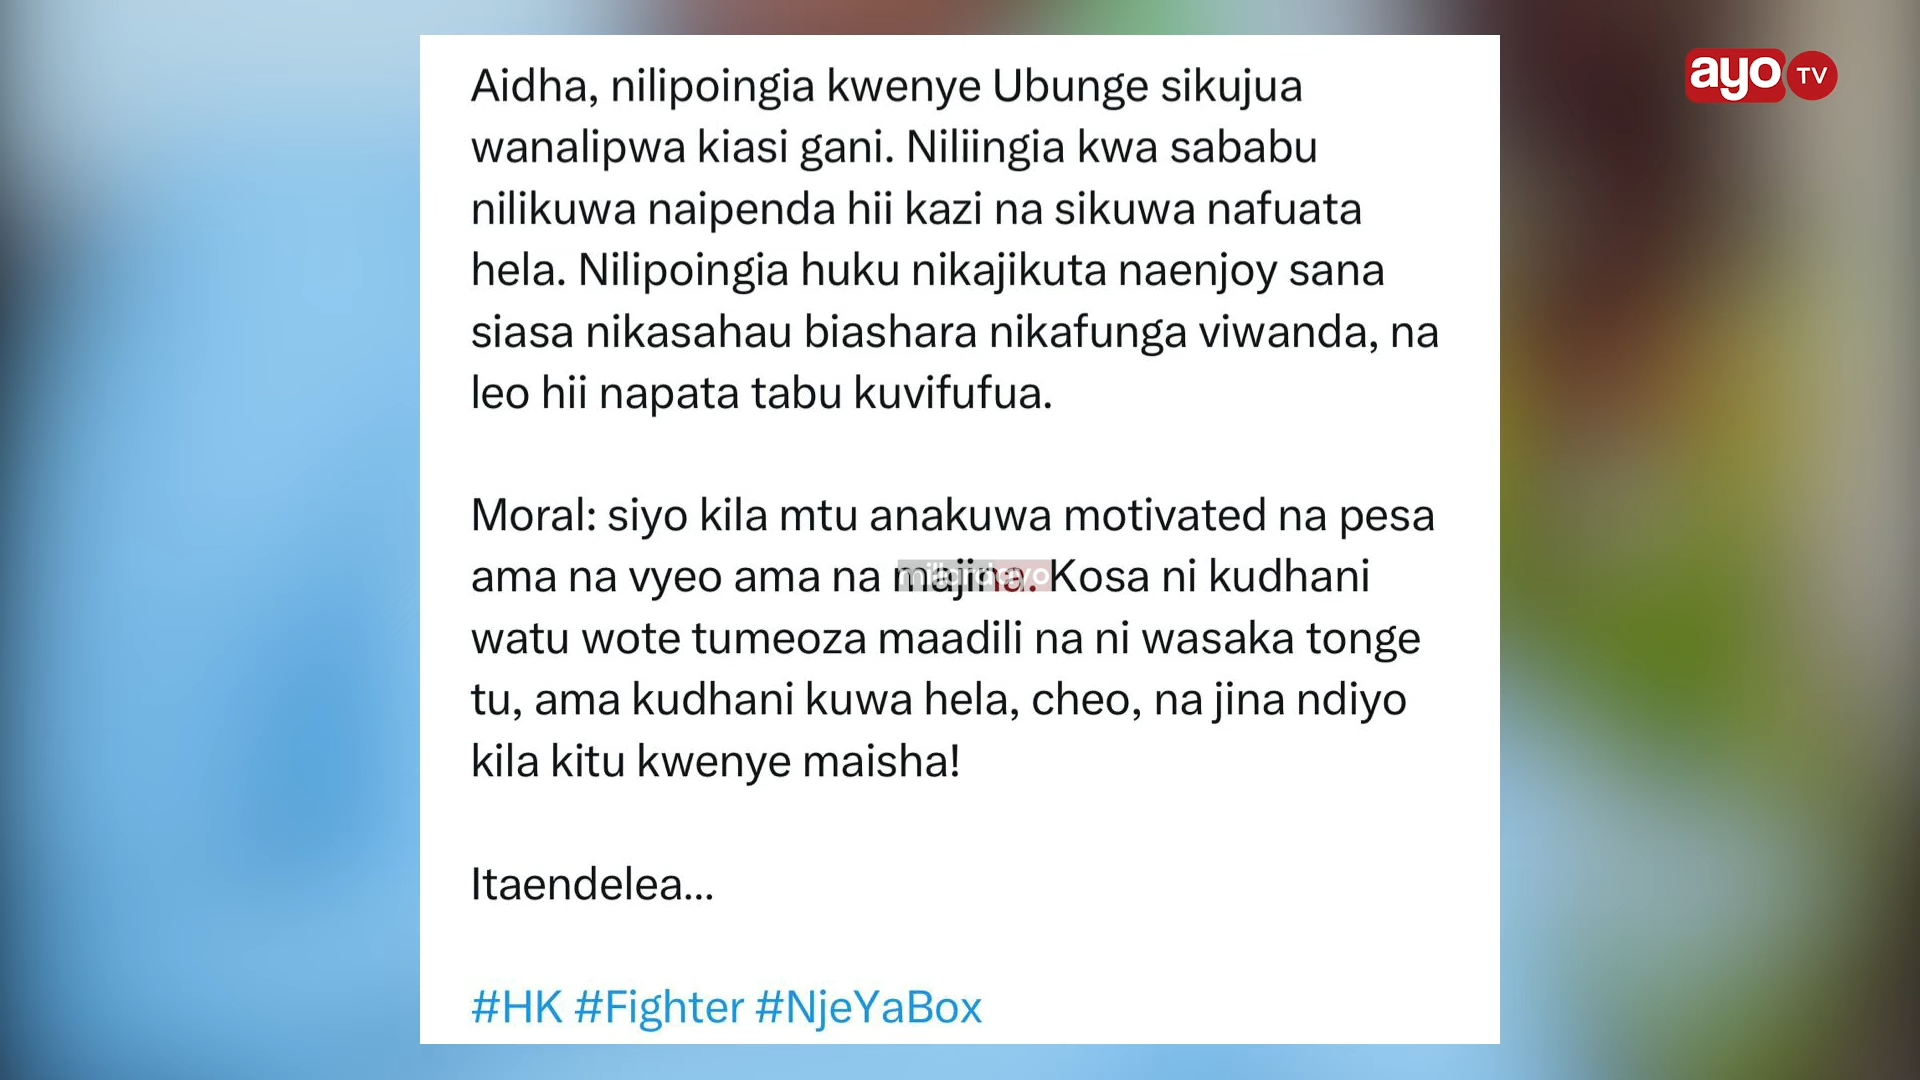 ayo TV
Aidha, nilipoingia kwenye Ubunge sikujua
wanalipwa kiasi gani. Niliingia kwa sababu
nilikuwa naipenda hii kazi na sikuwa nafuata
hela. Nilipoingia huku nikajikuta naenjoy sana
siasa nikasahau biashara nikafunga viwanda, na
leo hii napata tabu kuvifufua.
Moral: siyo kila mtu anakuwa motivated na pesa
ama na vyeo ama na majina. Kosa ni kudhani
millardayo
watu wote tumeoza maadili na ni wasaka tonge
tu, ama kudhani kuwa hela, cheo, na jina ndiyo
kila kitu kwenye maisha!
Itaendelea...
#HK #Fighter #NjeYaBox